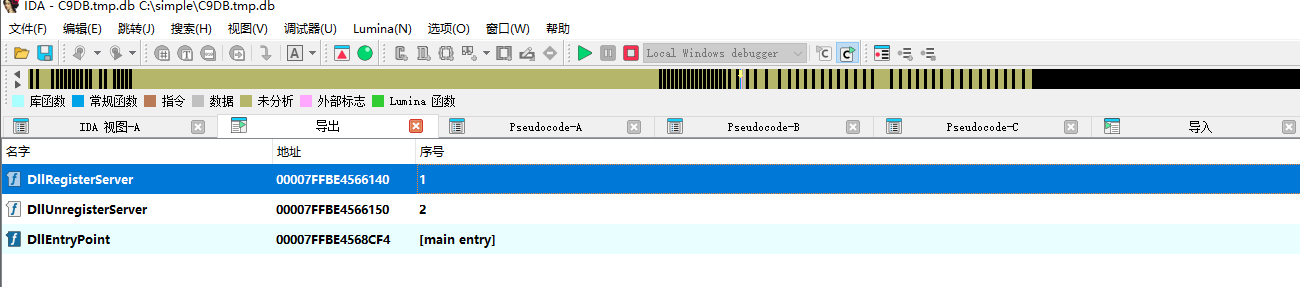 IDA - C9DB.tmp.db C:\simple\C9DB.tmp.db
文件(F) 编辑(E) 跳转(J) 搜索(H) 视图(V) 调试器(U) Lumina(N) 选项(O) 窗口(W) 帮助
A Local Windows debugger
库函数 常规函数 指令 数据 未分析 外部标志 Lumina 函数
IDA 视图-A 导出 Pseudocode-A Pseudocode-B Pseudocode-C 导入
名字 地址 序号
DllRegisterServer 00007FFBE4566140 1
DllUnregisterServer 00007FFBE4566150 2
DllEntryPoint 00007FFBE4568CF4 [main entry]